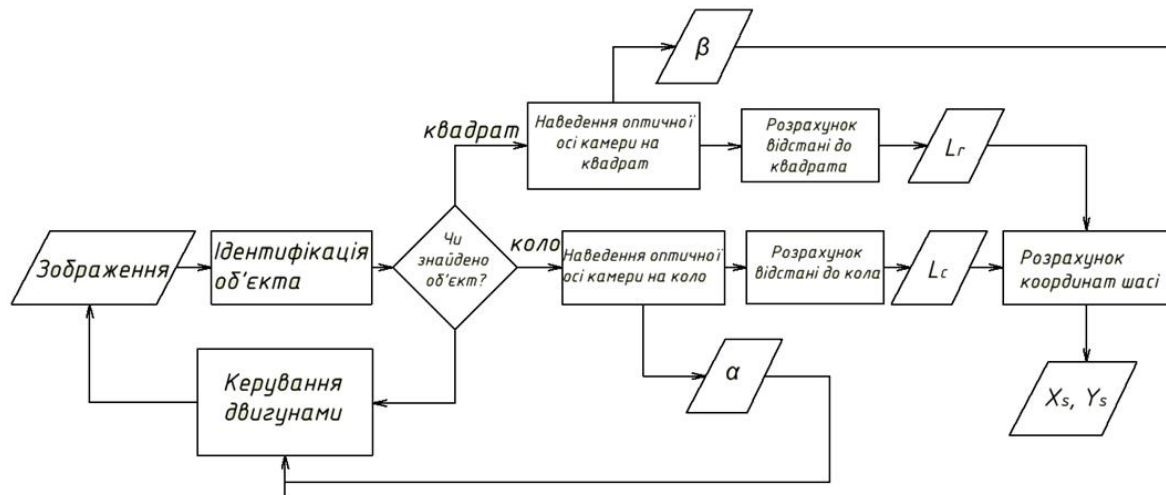 β
квадрат
Наведення оптичної
осі камери на
квадрат
Розрахунок
відстані до
квадрата
Lг
Зображення
Ідентифікація
об'єкта
Чи
знайдено
об'єкт?
коло
Наведення оптичної
осі камери на коло
Розрахунок
відстані до кола
Lc
Розрахунок
координат шасі
Керування
двигунами
α
Xs, Ys